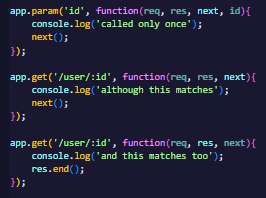 app.param('id', function(req, res, next, id){
    console.log('called only once');
    next();
});

app.get('/user/:id', function(req, res, next){
    console.log('although this matches');
    next();
});

app.get('/user/:id', function(req, res, next){
    console.log('and this matches too');
    res.end();
});